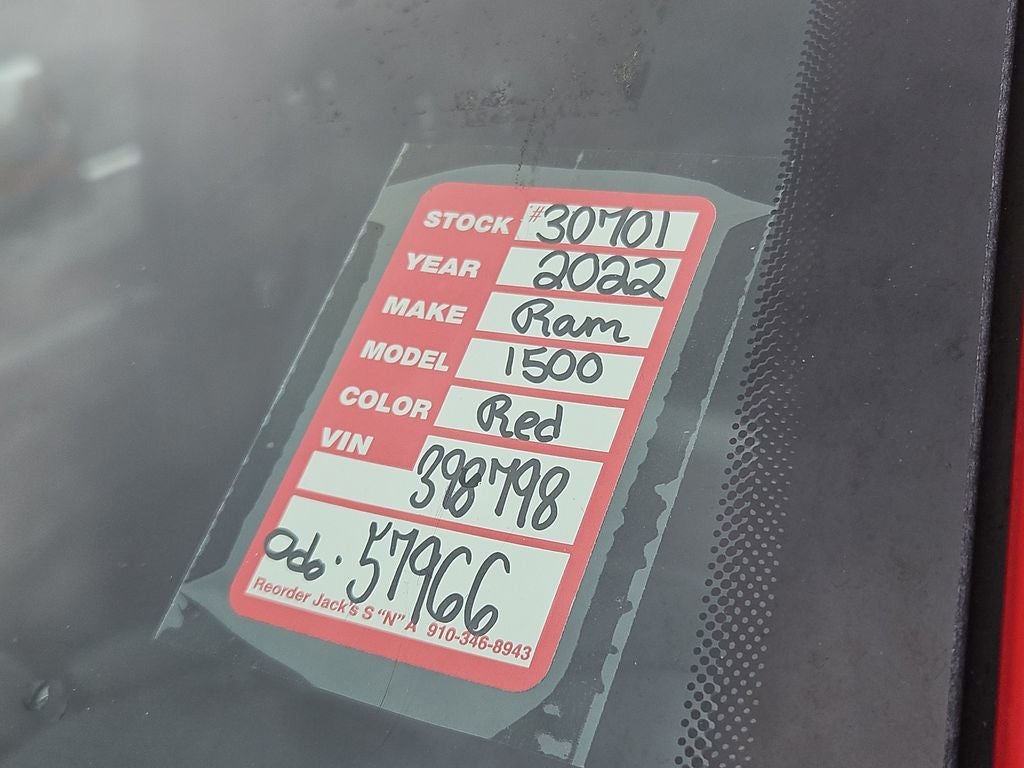 STOCK #30701
YEAR 2022
MAKE Ram
MODEL 1500
COLOR Red
VIN 398798
Odo. 57966
Reorder Jack's S "N" A 910-346-8943